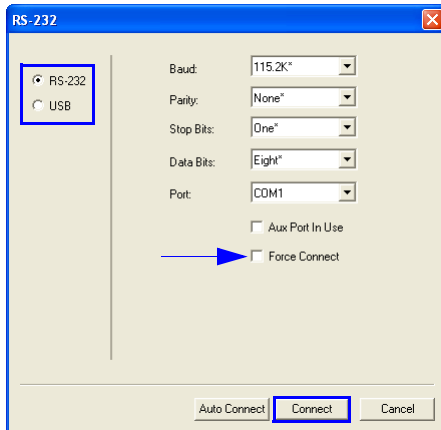 RS-232
RS-232
USB
Baud: 115.2K*
Parity: None*
Stop Bits: One*
Data Bits: Eight*
Port: COM1
Aux Port In Use
Force Connect
Auto Connect Connect Cancel